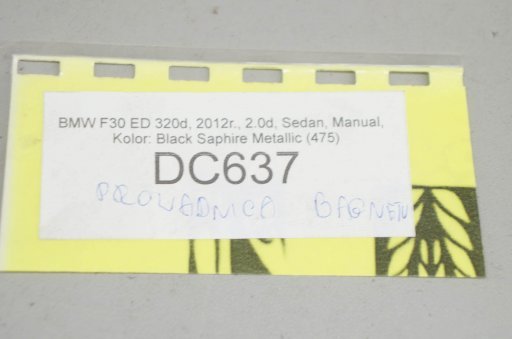 BMW F30 ED 320d, 2012r., 2.0d, Sedan, Manual,
Kolor: Black Saphire Metallic (475)
DC637
PROWADNICA BAGNETU